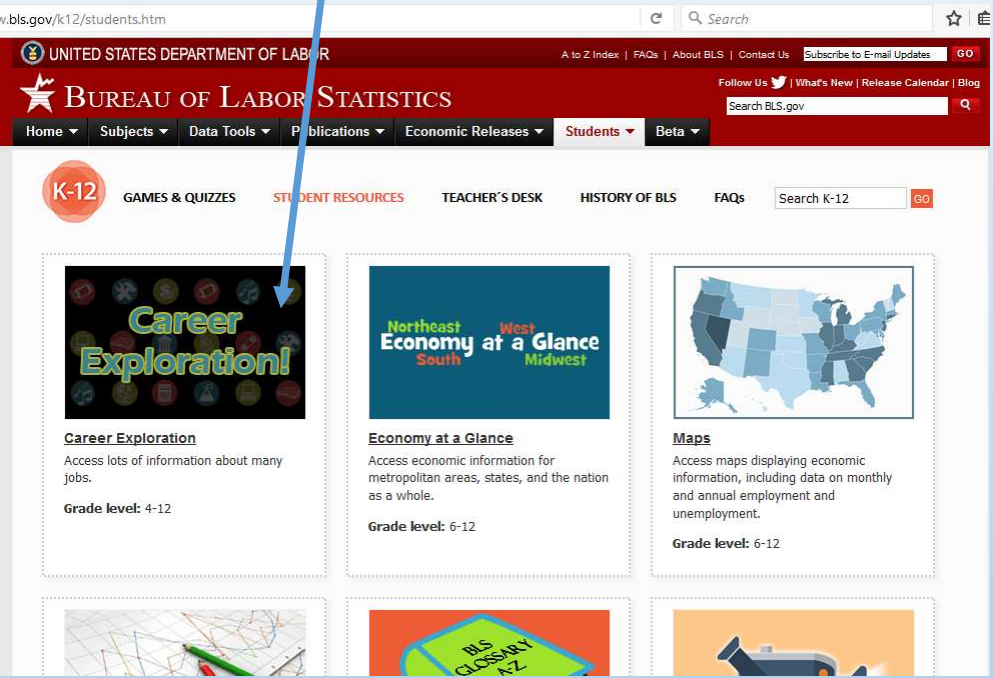 w.bls.gov/k12/students.htm
Search
UNITED STATES DEPARTMENT OF LABOR
A to Z Index | FAQs | About BLS | Contact Us Subscribe to E-mail Updates GO
BUREAU OF LABOR STATISTICS
Follow Us | What's New | Release Calendar | Blog
Search BLS.gov
Home Subjects Data Tools Publications Economic Releases Students Beta
K-12 GAMES & QUIZZES STUDENT RESOURCES TEACHER´S DESK HISTORY OF BLS FAQs Search K-12 GO
Career
Exploration!
Career Exploration
Access lots of information about many
jobs.
Grade level: 4-12
Northeast West
Economy at a Glance
South Midwest
Economy at a Glance
Access economic information for
metropolitan areas, states, and the nation
as a whole.
Grade level: 6-12
Maps
Access maps displaying economic
information, including data on monthly
and annual employment and
unemployment.
Grade level: 6-12
BLS
GLOSSARY
A-Z